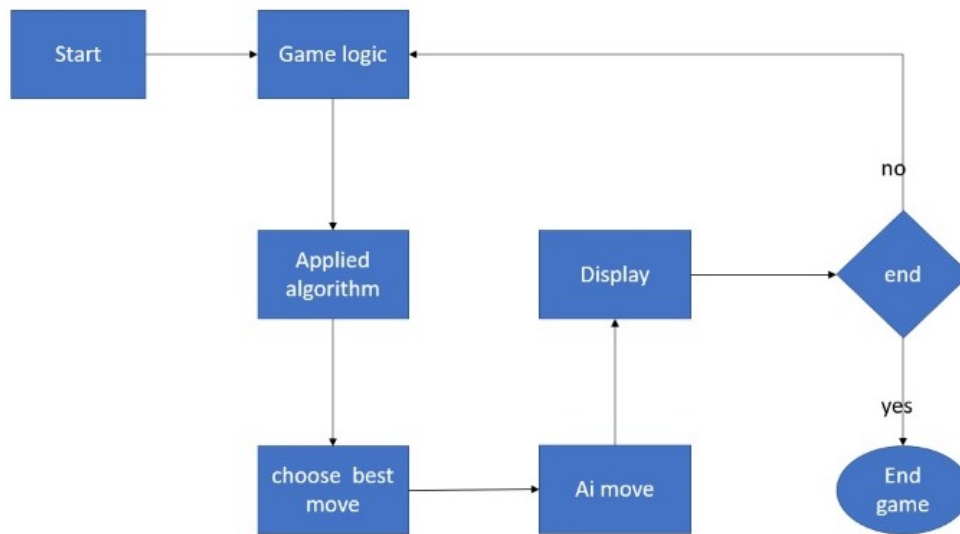 Start
Game logic
no
Applied
algorithm
Display
end
yes
choose best
move
Ai move
End
game